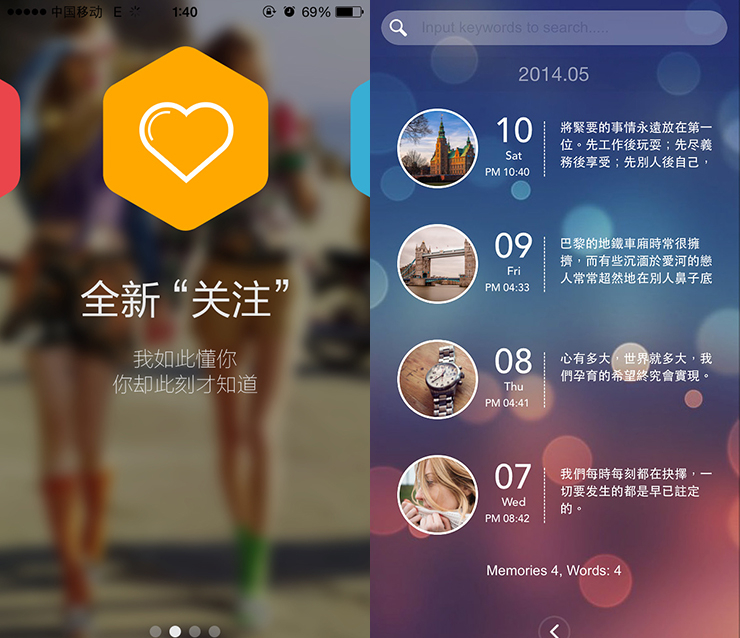 中国移动 E 1:40 69%
全新“关注”
我如此懂你
你却此刻才知道
Input keywords to search.....
2014.05
10
Sat
PM 10:40
將緊要的事情永遠放在第一
位。先工作後玩耍；先尽義
務後享受；先別人後自己，
09
Fri
PM 04:33
巴黎的地鐵車廂時常很擁
擠，而有些沉湎於愛河的戀
人常常超然地在別人鼻子底
08
Thu
PM 04:41
心有多大，世界就多大，我
們孕育的希望終究會實現。
07
Wed
PM 08:42
我們每時每刻都在抉擇，一
切要发生的都是早已註定
的。
Memories 4, Words: 4